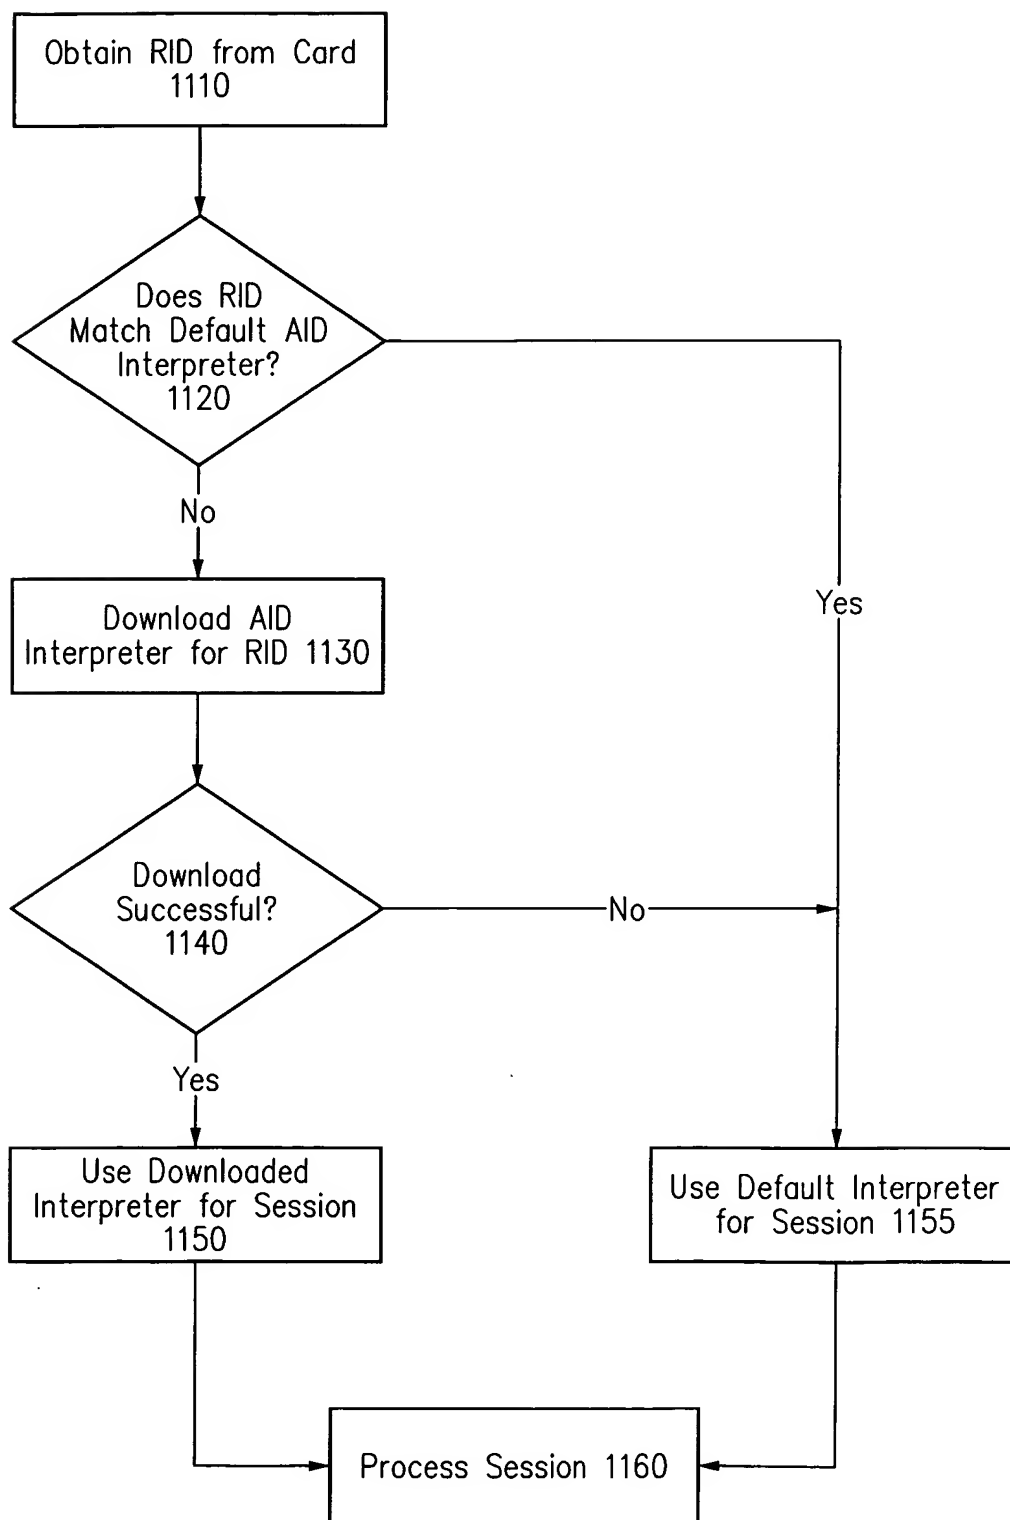 Obtain RID from Card
1110
Does RID
Match Default AID
Interpreter?
1120
No
Download AID
Interpreter for RID 1130
Yes
Download
Successful?
1140
No
Yes
Use Downloaded
Interpreter for Session
1150
Use Default Interpreter
for Session 1155
Process Session 1160